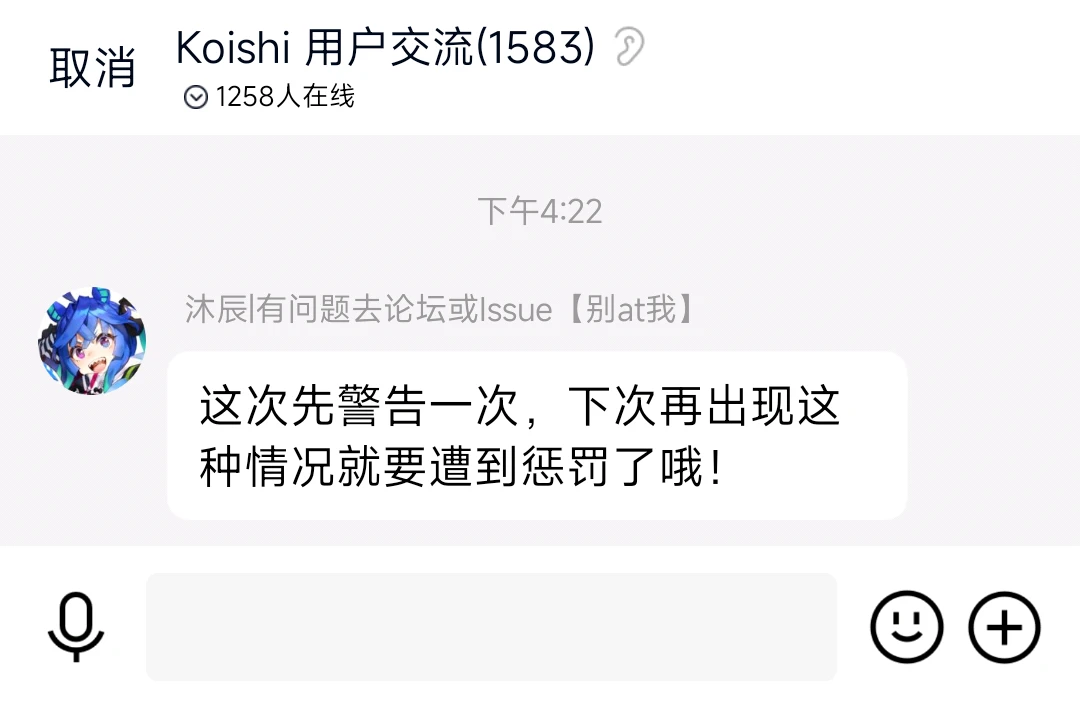 取消
Koishi 用户交流(1583)
1258人在线
下午4:22
沐辰|有问题去论坛或Issue【别at我】
这次先警告一次，下次再出现这
种情况就要遭到惩罚了哦！